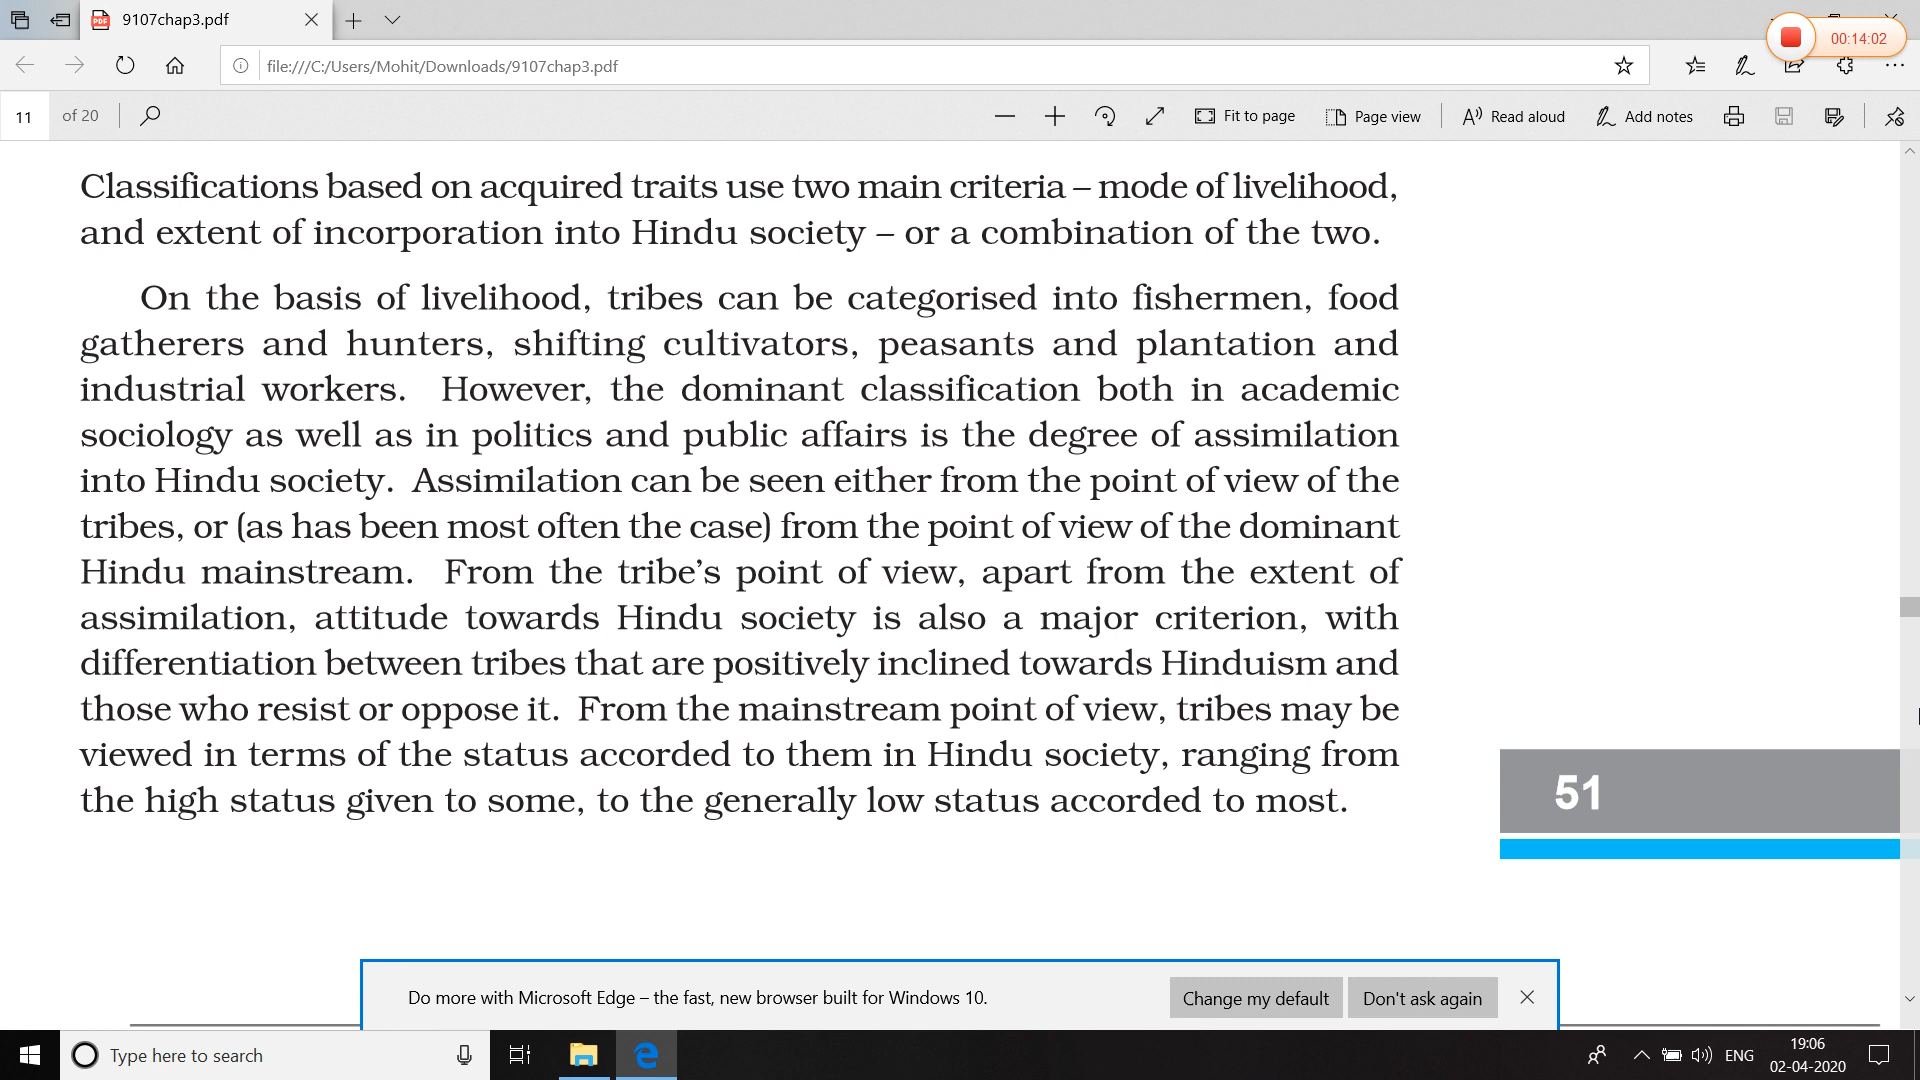 9107chap3.pdf
00:14:02
file:///C:/Users/Mohit/Downloads/9107chap3.pdf
11 of 20 Fit to page Page view Read aloud Add notes
Classifications based on acquired traits use two main criteria – mode of livelihood,
and extent of incorporation into Hindu society – or a combination of the two.
On the basis of livelihood, tribes can be categorised into fishermen, food
gatherers and hunters, shifting cultivators, peasants and plantation and
industrial workers. However, the dominant classification both in academic
sociology as well as in politics and public affairs is the degree of assimilation
into Hindu society. Assimilation can be seen either from the point of view of the
tribes, or (as has been most often the case) from the point of view of the dominant
Hindu mainstream. From the tribe’s point of view, apart from the extent of
assimilation, attitude towards Hindu society is also a major criterion, with
differentiation between tribes that are positively inclined towards Hinduism and
those who resist or oppose it. From the mainstream point of view, tribes may be
viewed in terms of the status accorded to them in Hindu society, ranging from
the high status given to some, to the generally low status accorded to most.
51
Do more with Microsoft Edge – the fast, new browser built for Windows 10. Change my default Don't ask again
Type here to search
ENG
19:06
02-04-2020